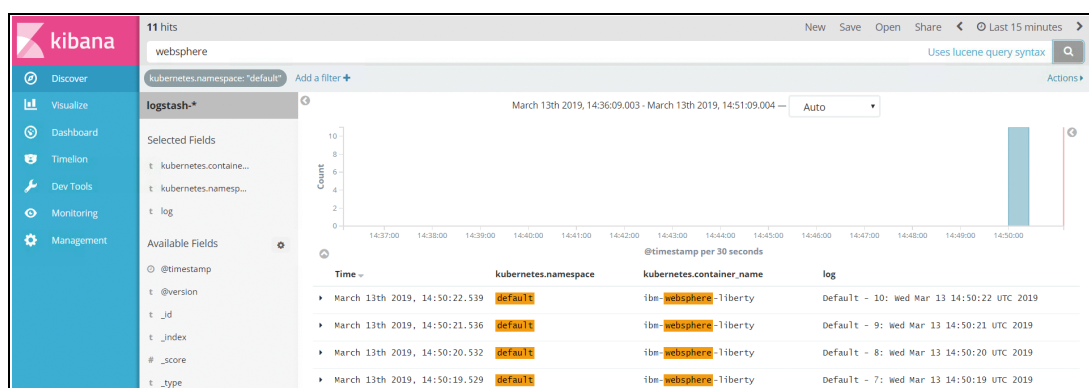 kibana
Discover
Visualize
Dashboard
Timelion
Dev Tools
Monitoring
Management
11 hits
New Save Open Share Last 15 minutes
websphere
Uses lucene query syntax
kubernetes.namespace: "default" Add a filter +
Actions
logstash-*
Selected Fields
t kubernetes.containe...
t kubernetes.namesp...
t log
Available Fields
@timestamp
t @version
t _id
t _index
# _score
t _type
March 13th 2019, 14:36:09.003 - March 13th 2019, 14:51:09.004 — Auto
Count
10
8
6
4
2
0
14:37:00 14:38:00 14:39:00 14:40:00 14:41:00 14:42:00 14:43:00 14:44:00 14:45:00 14:46:00 14:47:00 14:48:00 14:49:00 14:50:00
@timestamp per 30 seconds
Time kubernetes.namespace kubernetes.container_name log
March 13th 2019, 14:50:22.539 default ibm-websphere-liberty Default - 10: Wed Mar 13 14:50:22 UTC 2019
March 13th 2019, 14:50:21.536 default ibm-websphere-liberty Default - 9: Wed Mar 13 14:50:21 UTC 2019
March 13th 2019, 14:50:20.532 default ibm-websphere-liberty Default - 8: Wed Mar 13 14:50:20 UTC 2019
March 13th 2019, 14:50:19.529 default ibm-websphere-liberty Default - 7: Wed Mar 13 14:50:19 UTC 2019